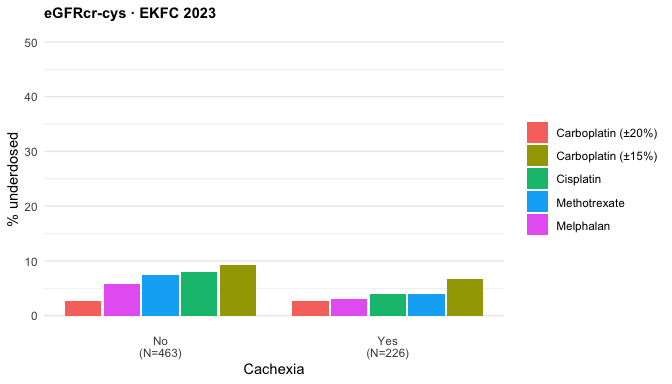 eGFRcr-cys · EKFC 2023
% underdosed
50
40
30
20
10
0
No
(N=463)
Yes
(N=226)
Cachexia
Carboplatin (±20%)
Carboplatin (±15%)
Cisplatin
Methotrexate
Melphalan